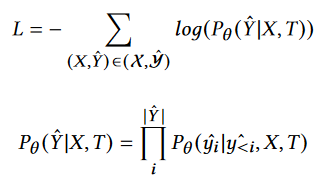 L = − ∑_{(X,Ŷ)∈(𝒳,𝒴̂)} log(P_θ(Ŷ|X, T))
P_θ(Ŷ|X, T) = ∏_i^{|Ŷ|} P_θ(ŷ_i|ŷ_{<i}, X, T)